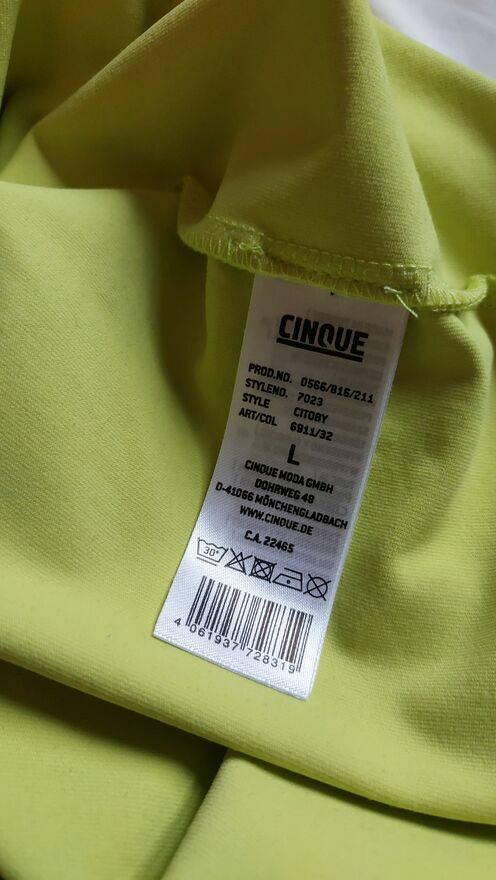 CINQUE
PROD.NO. 0566/816/211
STYLENO. 7023
STYLE CITOBY
ART/COL 6911/32
L
CINQUE MODA GMBH
DOHRWEG 48
D-41066 MÖNCHENGLADBACH
WWW.CINQUE.DE
C.A. 22465
30°
4 061937 728319